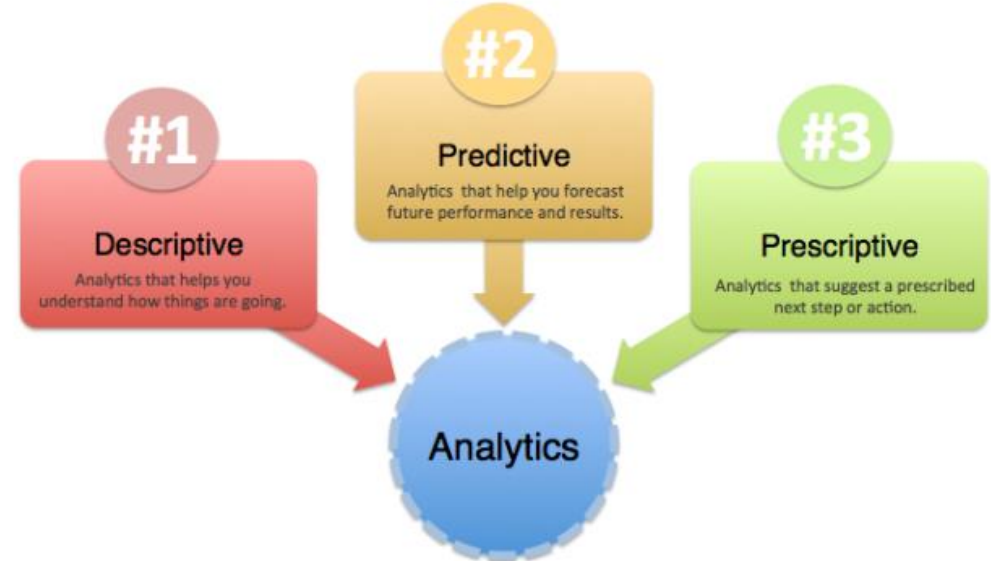 #1
Descriptive
Analytics that helps you
understand how things are going.
#2
Predictive
Analytics that help you forecast
future performance and results.
#3
Prescriptive
Analytics that suggest a prescribed
next step or action.
Analytics